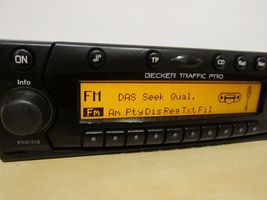 ON
TP
CD
Info
BECKER TRAFFIC PRO
FM
DAS Seek Qual.
Fm Am Pty Dis Reg Txt Fil